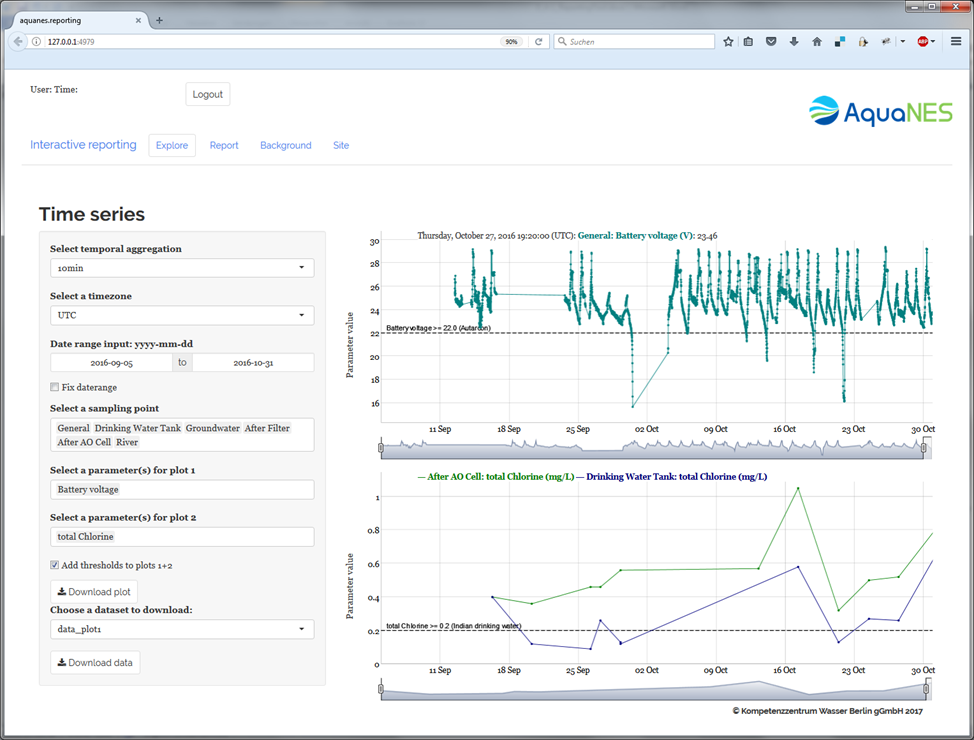 aquanes.reporting
127.0.0.1:4979
90%
Suchen
ABP
User: Time:
Logout
AquaNES
Interactive reporting
Explore
Report
Background
Site
Time series
Select temporal aggregation
10min
Select a timezone
UTC
Date range input: yyyy-mm-dd
2016-09-05 to 2016-10-31
Fix daterange
Select a sampling point
General Drinking Water Tank Groundwater After Filter
After AO Cell River
Select a parameter(s) for plot 1
Battery voltage
Select a parameter(s) for plot 2
total Chlorine
Add thresholds to plots 1+2
Download plot
Choose a dataset to download:
data_plot1
Download data
Thursday, October 27, 2016 19:20:00 (UTC): General: Battery voltage (V): 23.46
Parameter value
30
28
26
24
22
20
18
16
Battery voltage >= 22.0 (Autarcon)
11 Sep 18 Sep 25 Sep 02 Oct 09 Oct 16 Oct 23 Oct 30 Oct
— After AO Cell: total Chlorine (mg/L) — Drinking Water Tank: total Chlorine (mg/L)
Parameter value
1
0.8
0.6
0.4
0.2
0
total Chlorine >= 0.2 (Indian drinking water)
11 Sep 18 Sep 25 Sep 02 Oct 09 Oct 16 Oct 23 Oct 30 Oct
© Kompetenzzentrum Wasser Berlin gGmbH 2017